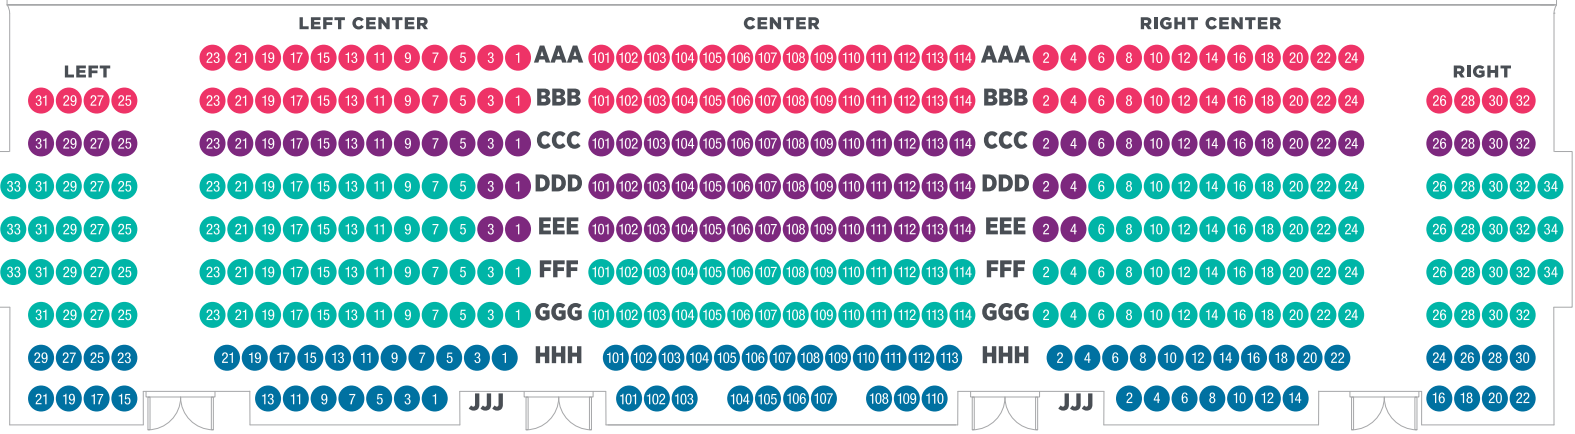 LEFT CENTER CENTER RIGHT CENTER
23 21 19 17 15 13 11 9 7 5 3 1 AAA 101 102 103 104 105 106 107 108 109 110 111 112 113 114 AAA 2 4 6 8 10 12 14 16 18 20 22 24
LEFT RIGHT
31 29 27 25 23 21 19 17 15 13 11 9 7 5 3 1 BBB 101 102 103 104 105 106 107 108 109 110 111 112 113 114 BBB 2 4 6 8 10 12 14 16 18 20 22 24 26 28 30 32
31 29 27 25 23 21 19 17 15 13 11 9 7 5 3 1 CCC 101 102 103 104 105 106 107 108 109 110 111 112 113 114 CCC 2 4 6 8 10 12 14 16 18 20 22 24 26 28 30 32
33 31 29 27 25 23 21 19 17 15 13 11 9 7 5 3 1 DDD 101 102 103 104 105 106 107 108 109 110 111 112 113 114 DDD 2 4 6 8 10 12 14 16 18 20 22 24 26 28 30 32 34
33 31 29 27 25 23 21 19 17 15 13 11 9 7 5 3 1 EEE 101 102 103 104 105 106 107 108 109 110 111 112 113 114 EEE 2 4 6 8 10 12 14 16 18 20 22 24 26 28 30 32 34
33 31 29 27 25 23 21 19 17 15 13 11 9 7 5 3 1 FFF 101 102 103 104 105 106 107 108 109 110 111 112 113 114 FFF 2 4 6 8 10 12 14 16 18 20 22 24 26 28 30 32 34
31 29 27 25 23 21 19 17 15 13 11 9 7 5 3 1 GGG 101 102 103 104 105 106 107 108 109 110 111 112 113 114 GGG 2 4 6 8 10 12 14 16 18 20 22 24 26 28 30 32
29 27 25 23 21 19 17 15 13 11 9 7 5 3 1 HHH 101 102 103 104 105 106 107 108 109 110 111 112 113 HHH 2 4 6 8 10 12 14 16 18 20 22 24 26 28 30
21 19 17 15 13 11 9 7 5 3 1 JJJ 101 102 103 104 105 106 107 108 109 110 JJJ 2 4 6 8 10 12 14 16 18 20 22